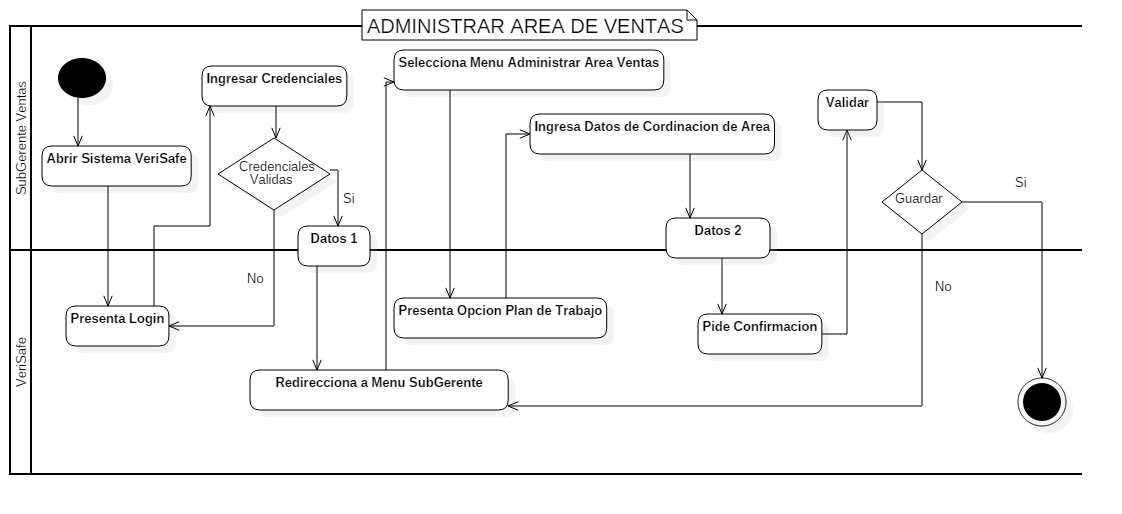 ADMINISTRAR AREA DE VENTAS
SubGerente Ventas
Abrir Sistema VeriSafe
Ingresar Credenciales
Credenciales
Validas
Si
No
Datos 1
Selecciona Menu Administrar Area Ventas
Ingresa Datos de Cordinacion de Area
Datos 2
Validar
Guardar
Si
No
VeriSafe
Presenta Login
Redirecciona a Menu SubGerente
Presenta Opcion Plan de Trabajo
Pide Confirmacion